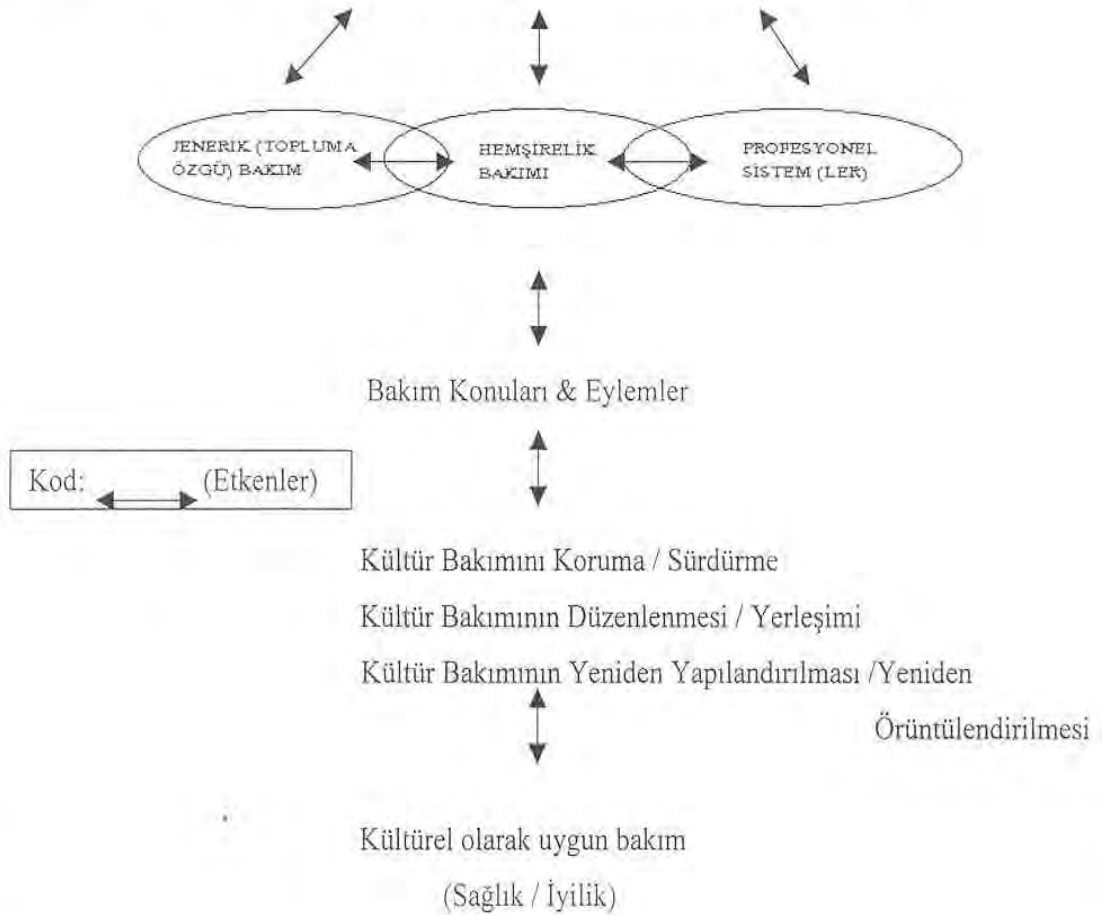 JENERİK (TOPLUMA
ÖZGÜ) BAKIM
HEMŞİRELİK
BAKIMI
PROFESYONEL
SİSTEM (LER)
Bakım Konuları & Eylemler
Kod: (Etkenler)
Kültür Bakımını Koruma / Sürdürme
Kültür Bakımının Düzenlenmesi / Yerleşimi
Kültür Bakımının Yeniden Yapılandırılması /Yeniden
Örüntülendirilmesi
Kültürel olarak uygun bakım
(Sağlık / İyilik)